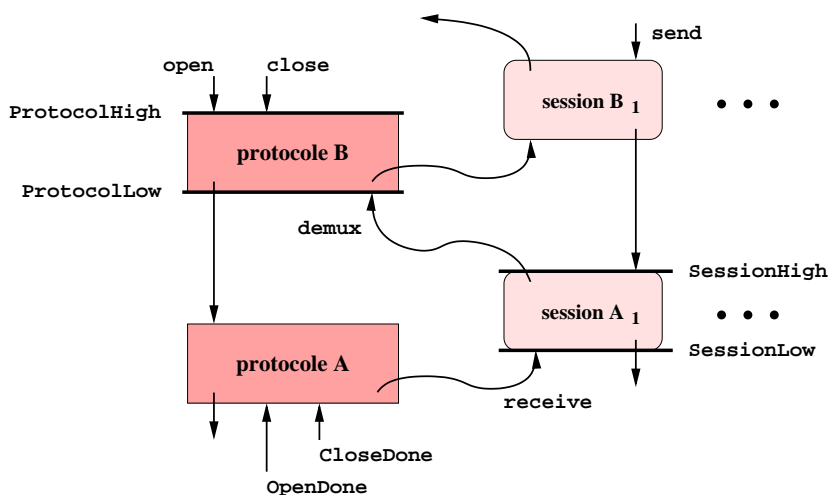 send
open
close
ProtocolHigh
session B 1
protocole B
ProtocolLow
demux
SessionHigh
session A 1
SessionLow
protocole A
receive
CloseDone
OpenDone